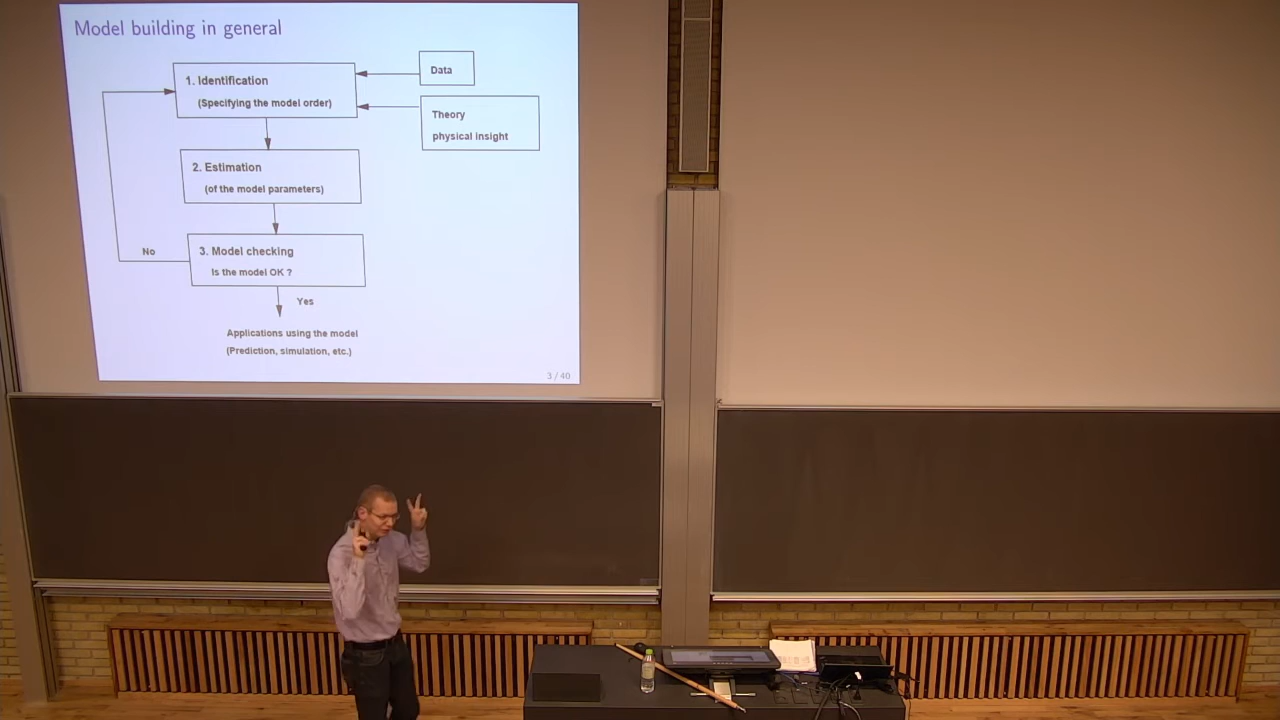 Model building in general
1. Identification
(Specifying the model order)
Data
Theory
physical insight
2. Estimation
(of the model parameters)
No
3. Model checking
Is the model OK ?
Yes
Applications using the model
(Prediction, simulation, etc.)
3 / 40